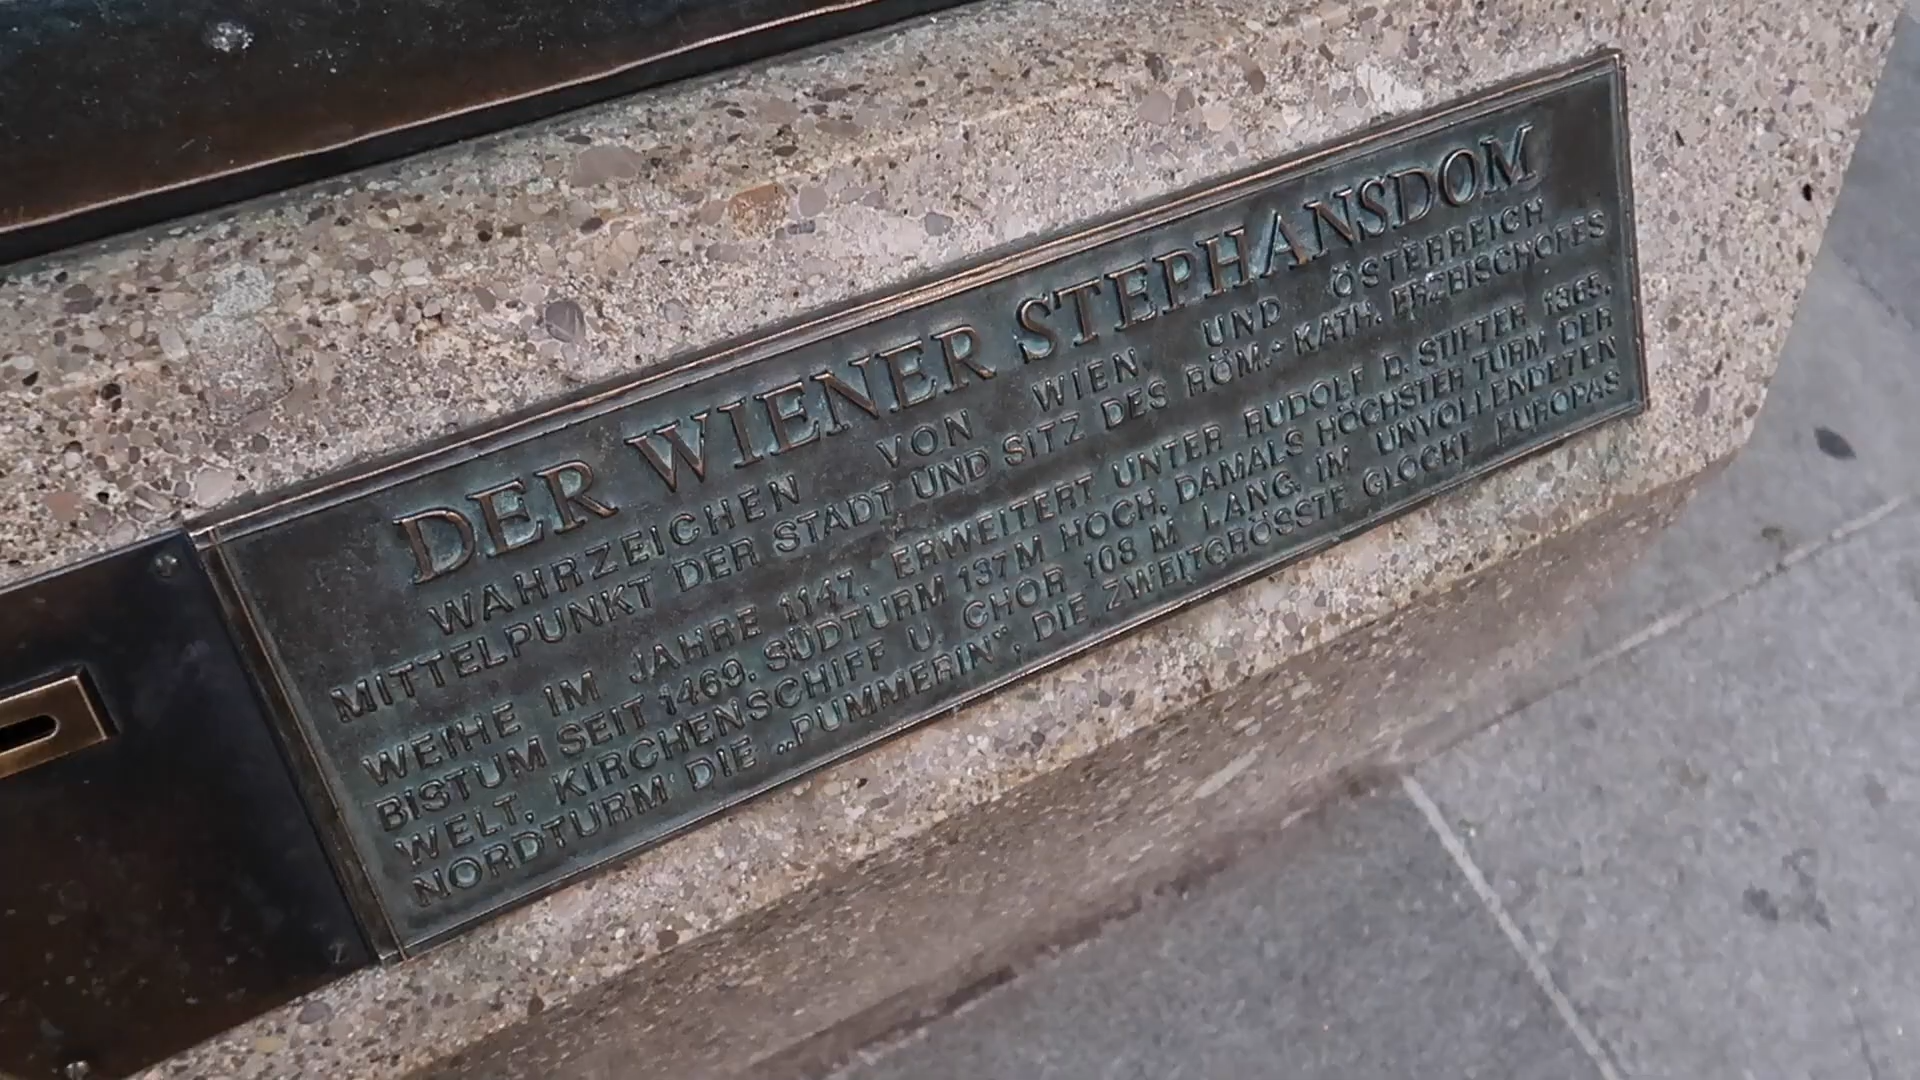 DER WIENER STEPHANSDOM
WAHRZEICHEN VON WIEN, UND ÖSTERREICH
MITTELPUNKT DER STADT UND SITZ DES RÖM.-KATH. ERZBISCHOFES
WEIHE IM JAHRE 1147, ERWEITERT UNTER RUDOLF D. STIFTER 1365,
BISTUM SEIT 1469. SÜDTURM 137M HOCH, DAMALS HÖCHSTER TURM DER
WELT, KIRCHENSCHIFF U. CHOR 108 M LANG. IM UNVOLLENDETEN
NORDTURM DIE „PUMMERIN“, DIE ZWEITGRÖSSTE GLOCKE EUROPAS